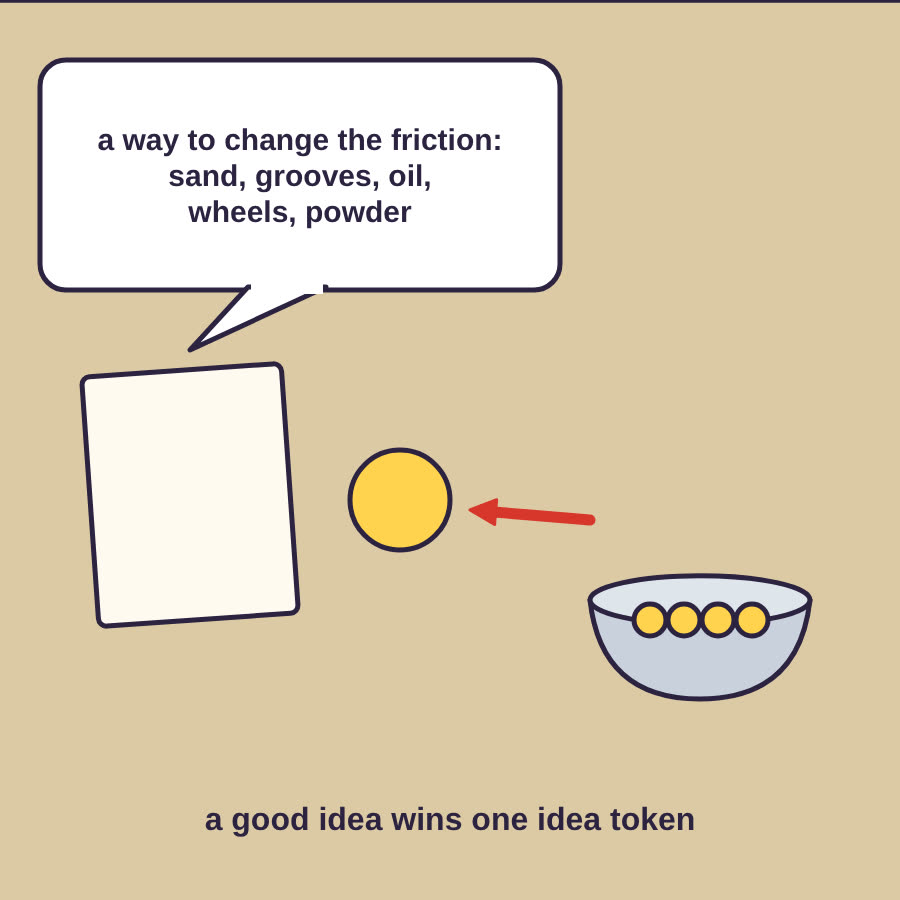 a way to change the friction:
sand, grooves, oil,
wheels, powder
a good idea wins one idea token